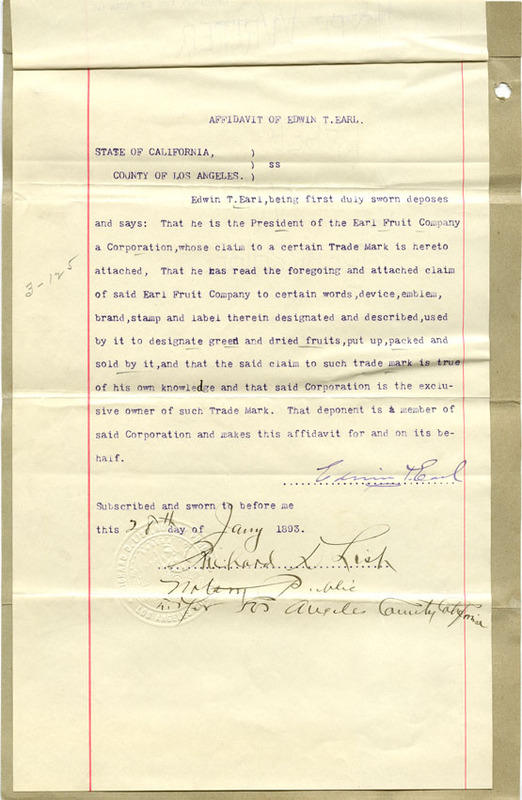 AFFIDAVIT OF EDWIN T.EARL.
STATE OF CALIFORNIA, )
) ss
COUNTY OF LOS ANGELES. )
Edwin T.Earl,being first duly sworn deposes
and says: That he is the President of the Earl Fruit Company
a Corporation,whose claim to a certain Trade Mark is hereto
attached, That he has read the foregoing and attached claim
of said Earl Fruit Company to certain words,device,emblem,
brand,stamp and label therein designated and described,used
by it to designate green and dried fruits,put up,packed and
sold by it,and that the said claim to such trade mark is true
of his own knowledge and that said Corporation is the exclu-
sive owner of such Trade Mark. That deponent is a member of
said Corporation and makes this affidavit for and on its be-
half.
3-125
Edwin T. Earl
Subscribed and sworn to before me
this 28th day of Jany 1893.
Richard L
Notary Public
for Los Angeles County California
LOS ANGELES